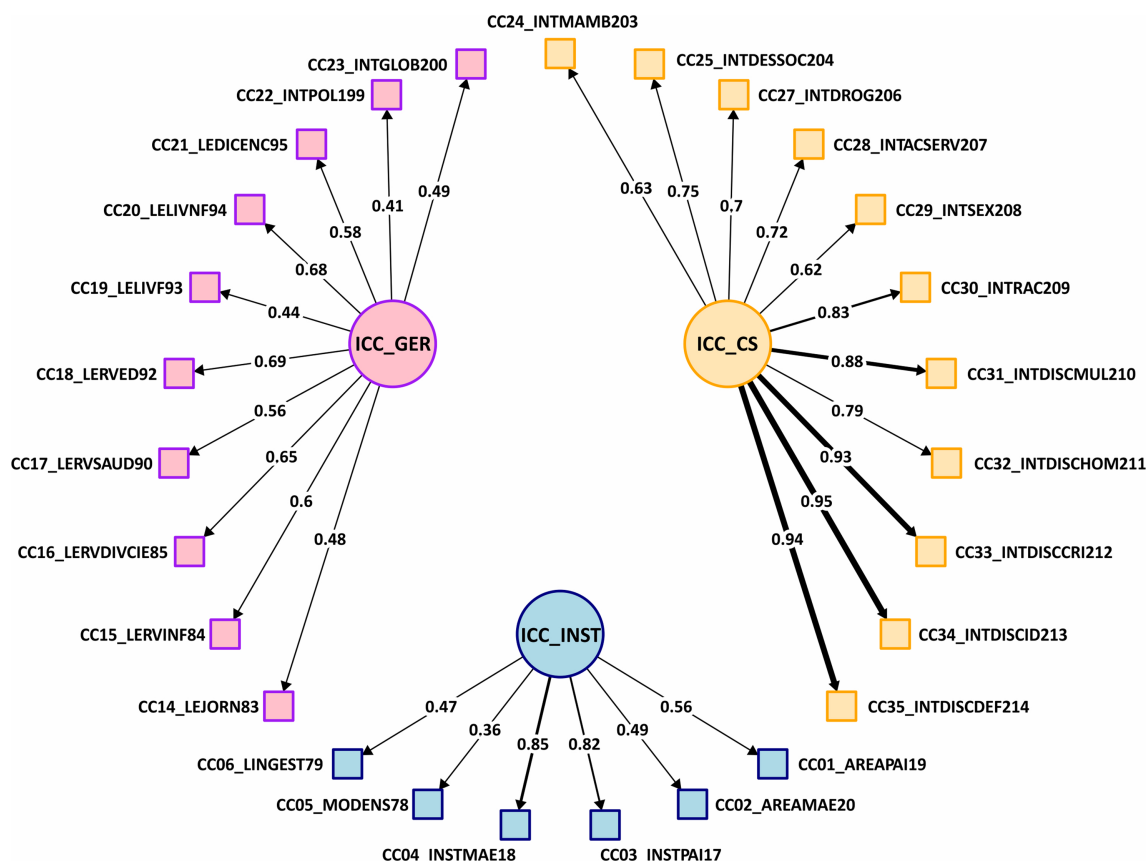 CC24_INTMAMB203
CC23_INTGLOB200
CC25_INTDESSOC204
CC22_INTPOL199
CC27_INTDROG206
CC21_LEDICENC95
CC28_INTACSERV207
0.63
0.75
0.49
0.41
0.7
CC20_LELIVNF94
CC29_INTSEX208
0.58
0.72
0.68
0.62
CC19_LELIVF93
CC30_INTRAC209
0.44
0.83
ICC_GER
ICC_CS
0.69
0.88
CC18_LERVED92
CC31_INTDISCMUL210
0.56
0.79
0.65
0.93
CC17_LERVSAUD90
CC32_INTDISCHOM211
0.6
0.95
0.48
0.94
CC16_LERVDIVCIE85
CC33_INTDISCCRI212
CC15_LERVINF84
ICC_INST
CC34_INTDISCID213
CC14_LEJORN83
CC35_INTDISCDEF214
0.47
0.56
0.36
0.49
0.85
0.82
CC06_LINGEST79
CC01_AREAPAI19
CC05_MODENS78
CC02_AREAMAE20
CC04_INSTMAE18
CC03_INSTPAI17